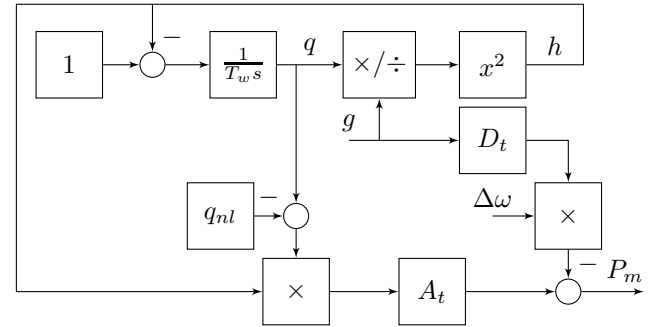 −
1
1
T_w s
q
×/÷
x²
h
g
D_t
q_nl
−
Δω
×
−
P_m
×
A_t